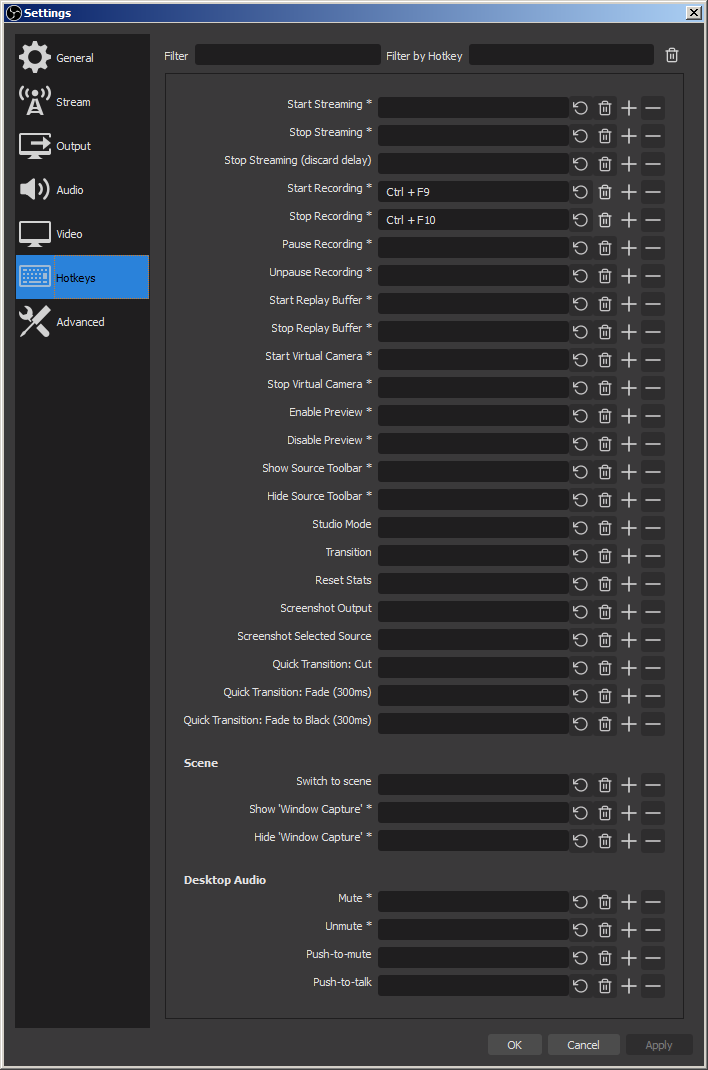 Settings
General
Stream
Output
Audio
Video
Hotkeys
Advanced
Filter Filter by Hotkey
Start Streaming *
Stop Streaming *
Stop Streaming (discard delay)
Start Recording * Ctrl + F9
Stop Recording * Ctrl + F10
Pause Recording *
Unpause Recording *
Start Replay Buffer *
Stop Replay Buffer *
Start Virtual Camera *
Stop Virtual Camera *
Enable Preview *
Disable Preview *
Show Source Toolbar *
Hide Source Toolbar *
Studio Mode
Transition
Reset Stats
Screenshot Output
Screenshot Selected Source
Quick Transition: Cut
Quick Transition: Fade (300ms)
Quick Transition: Fade to Black (300ms)
Scene
Switch to scene
Show 'Window Capture' *
Hide 'Window Capture' *
Desktop Audio
Mute *
Unmute *
Push-to-mute
Push-to-talk
OK Cancel Apply